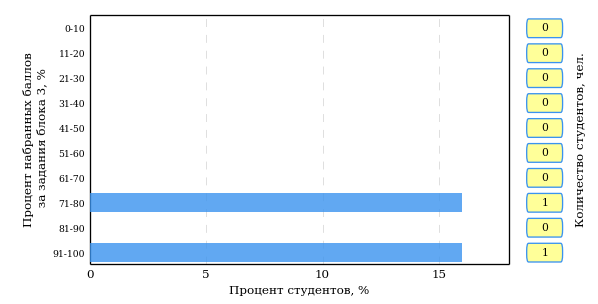 Процент набранных баллов
за задания блока 3, %
0-10 0
11-20 0
21-30 0
31-40 0
41-50 0
51-60 0
61-70 0
71-80 1
81-90 0
91-100 1
0 5 10 15
Процент студентов, %
Количество студентов, чел.